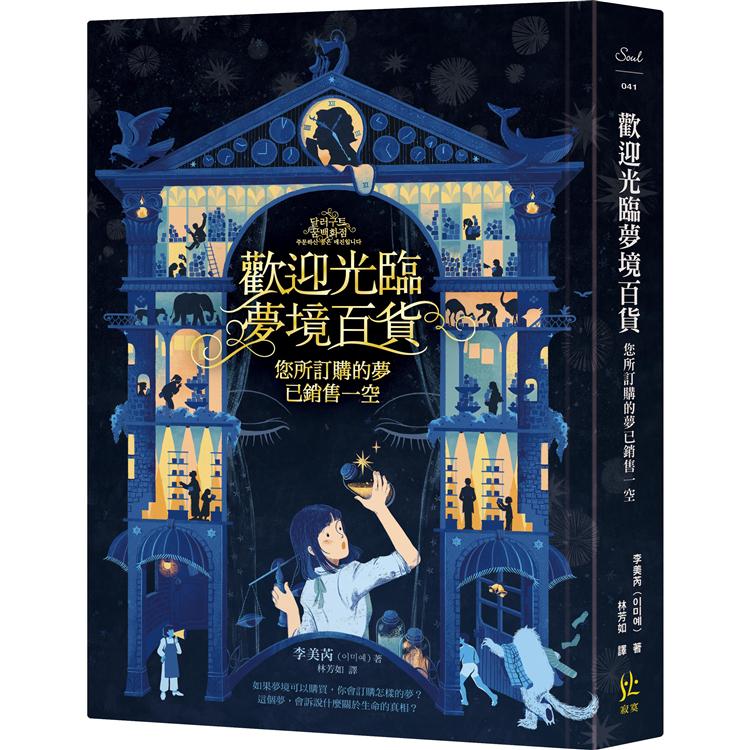 달러구트
꿈 백화점
주문하신 꿈은 매진입니다
歡迎光臨
夢境百貨
您所訂購的夢
已銷售一空
李美芮（이미예）著
林芳如 譯
如果夢境可以購買，你會訂購怎樣的夢？
這個夢，會訴說什麼關於生命的真相？
Soul
041
歡迎光臨夢境百貨
您所訂購的夢已銷售一空
李美芮（이미예） 著
林芳如 譯
寂寞